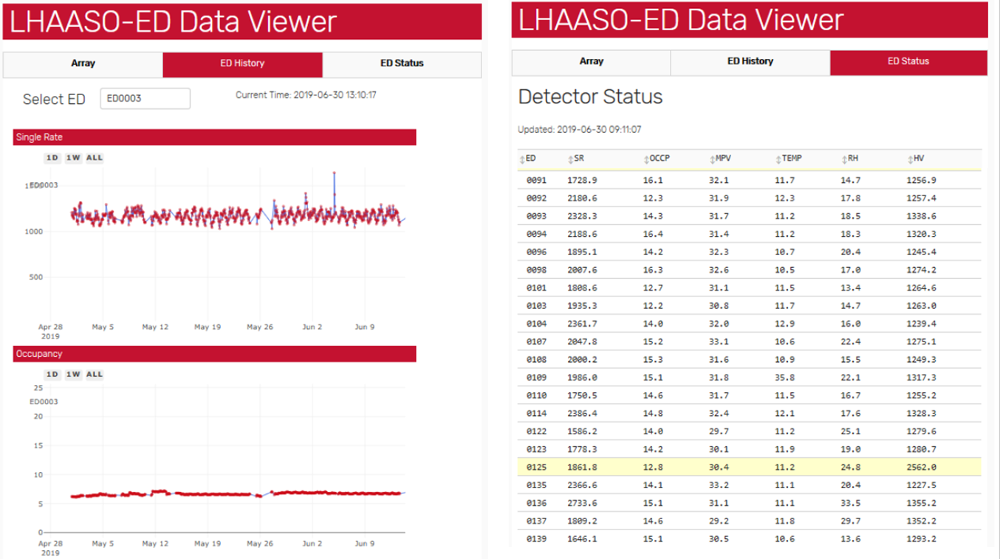 LHAASO-ED Data Viewer
Array ED History ED Status
Select ED ED0003 Current Time: 2019-06-30 13:10:17
Single Rate
1D 1W ALL
ED0003
1000
500
Apr 28 May 5 May 12 May 19 May 26 Jun 2 Jun 9
2019
Occupancy
1D 1W ALL
25
ED0003
20
15
10
5
0
Apr 28 May 5 May 12 May 19 May 26 Jun 2 Jun 9
2019
LHAASO-ED Data Viewer
Array ED History ED Status
Detector Status
Updated: 2019-06-30 09:11:07
ED SR OCCP MPV TEMP RH HV
0091 1728.9 16.1 32.1 11.7 14.7 1256.9
0092 2180.6 12.3 31.9 12.3 17.8 1257.4
0093 2328.3 14.3 31.7 11.2 18.5 1338.6
0094 2188.6 16.4 31.4 11.2 18.3 1320.3
0096 1895.1 14.2 32.3 10.7 20.4 1245.4
0098 2007.6 16.3 32.6 10.5 17.0 1274.2
0101 1808.6 12.7 31.1 11.5 13.4 1264.6
0103 1935.3 12.2 30.8 11.7 14.7 1263.0
0104 2361.7 14.0 32.0 12.9 16.0 1239.4
0107 2047.8 15.2 33.1 10.6 22.4 1275.1
0108 2000.2 15.3 31.6 10.9 15.5 1249.3
0109 1986.0 15.1 31.8 35.8 22.1 1317.3
0110 1750.5 14.6 31.7 11.5 16.7 1255.2
0114 2386.4 14.8 32.4 12.1 17.6 1328.3
0122 1586.2 14.0 29.7 11.2 25.1 1279.6
0123 1778.3 14.2 30.1 11.9 19.0 1280.7
0125 1861.8 12.8 30.4 11.2 24.8 2562.0
0135 2366.6 14.1 33.2 11.1 20.4 1227.5
0136 2733.6 15.1 31.1 11.1 33.5 1355.2
0137 1809.2 14.6 29.2 11.8 29.7 1352.2
0139 1646.1 15.1 30.5 10.6 13.6 1293.2